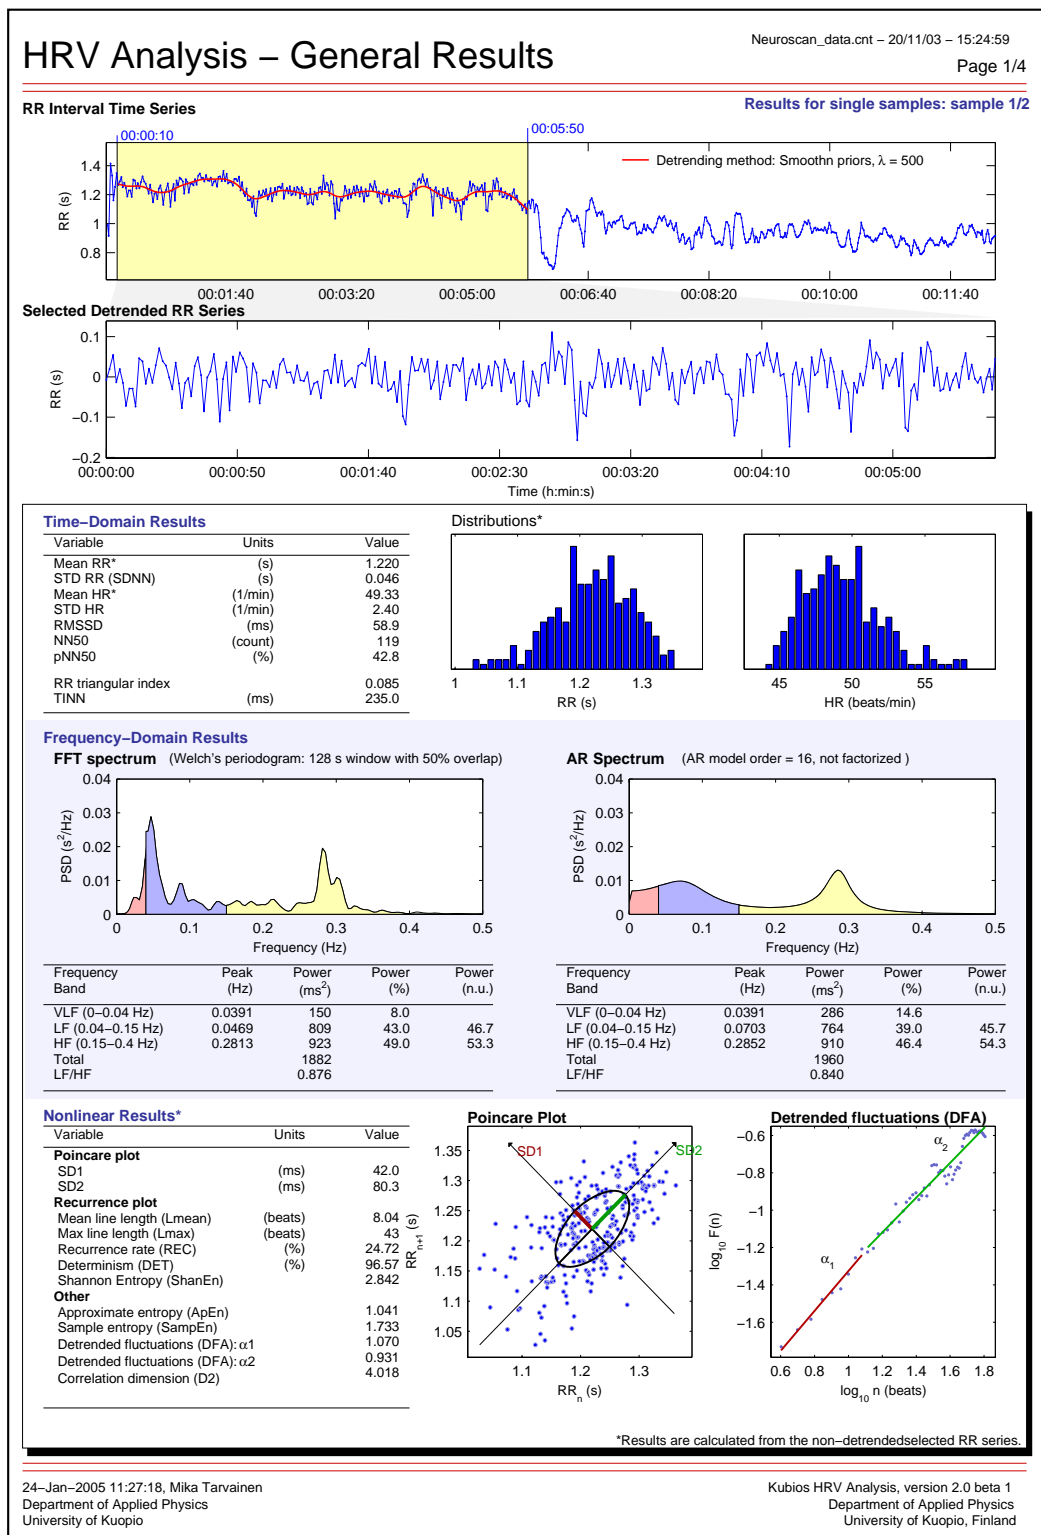 HRV Analysis – General Results
Neuroscan_data.cnt – 20/11/03 – 15:24:59
Page 1/4
RR Interval Time Series
Results for single samples: sample 1/2
00:00:10
00:05:50
Detrending method: Smoothn priors, λ = 500
1.4
1.2
1
0.8
RR (s)
00:01:40 00:03:20 00:05:00 00:06:40 00:08:20 00:10:00 00:11:40
Selected Detrended RR Series
0.1
0
−0.1
−0.2
RR (s)
00:00:00 00:00:50 00:01:40 00:02:30 00:03:20 00:04:10 00:05:00
Time (h:min:s)
Time−Domain Results
Variable Units Value
Mean RR* (s) 1.220
STD RR (SDNN) (s) 0.046
Mean HR* (1/min) 49.33
STD HR (1/min) 2.40
RMSSD (ms) 58.9
NN50 (count) 119
pNN50 (%) 42.8
RR triangular index 0.085
TINN (ms) 235.0
Distributions*
1 1.1 1.2 1.3
RR (s)
45 50 55
HR (beats/min)
Frequency−Domain Results
FFT spectrum (Welch's periodogram: 128 s window with 50% overlap)
0.04
0.03
0.02
0.01
0
PSD (s²/Hz)
0 0.1 0.2 0.3 0.4 0.5
Frequency (Hz)
AR Spectrum (AR model order = 16, not factorized )
0.04
0.03
0.02
0.01
0
PSD (s²/Hz)
0 0.1 0.2 0.3 0.4 0.5
Frequency (Hz)
Frequency Peak Power Power Power
Band (Hz) (ms²) (%) (n.u.)
VLF (0−0.04 Hz) 0.0391 150 8.0
LF (0.04−0.15 Hz) 0.0469 809 43.0 46.7
HF (0.15−0.4 Hz) 0.2813 923 49.0 53.3
Total 1882
LF/HF 0.876
Frequency Peak Power Power Power
Band (Hz) (ms²) (%) (n.u.)
VLF (0−0.04 Hz) 0.0391 286 14.6
LF (0.04−0.15 Hz) 0.0703 764 39.0 45.7
HF (0.15−0.4 Hz) 0.2852 910 46.4 54.3
Total 1960
LF/HF 0.840
Nonlinear Results*
Variable Units Value
Poincare plot
SD1 (ms) 42.0
SD2 (ms) 80.3
Recurrence plot
Mean line length (Lmean) (beats) 8.04
Max line length (Lmax) (beats) 43
Recurrence rate (REC) (%) 24.72
Determinism (DET) (%) 96.57
Shannon Entropy (ShanEn) 2.842
Other
Approximate entropy (ApEn) 1.041
Sample entropy (SampEn) 1.733
Detrended fluctuations (DFA): α1 1.070
Detrended fluctuations (DFA): α2 0.931
Correlation dimension (D2) 4.018
Poincare Plot
SD1
SD2
1.35
1.3
1.25
1.2
1.15
1.1
1.05
RRn+1 (s)
1.1 1.2 1.3
RRn (s)
Detrended fluctuations (DFA)
α2
α1
−0.6
−0.8
−1
−1.2
−1.4
−1.6
log10 F(n)
0.6 0.8 1 1.2 1.4 1.6 1.8
log10 n (beats)
*Results are calculated from the non−detrendedselected RR series.
24−Jan−2005 11:27:18, Mika Tarvainen
Department of Applied Physics
University of Kuopio
Kubios HRV Analysis, version 2.0 beta 1
Department of Applied Physics
University of Kuopio, Finland